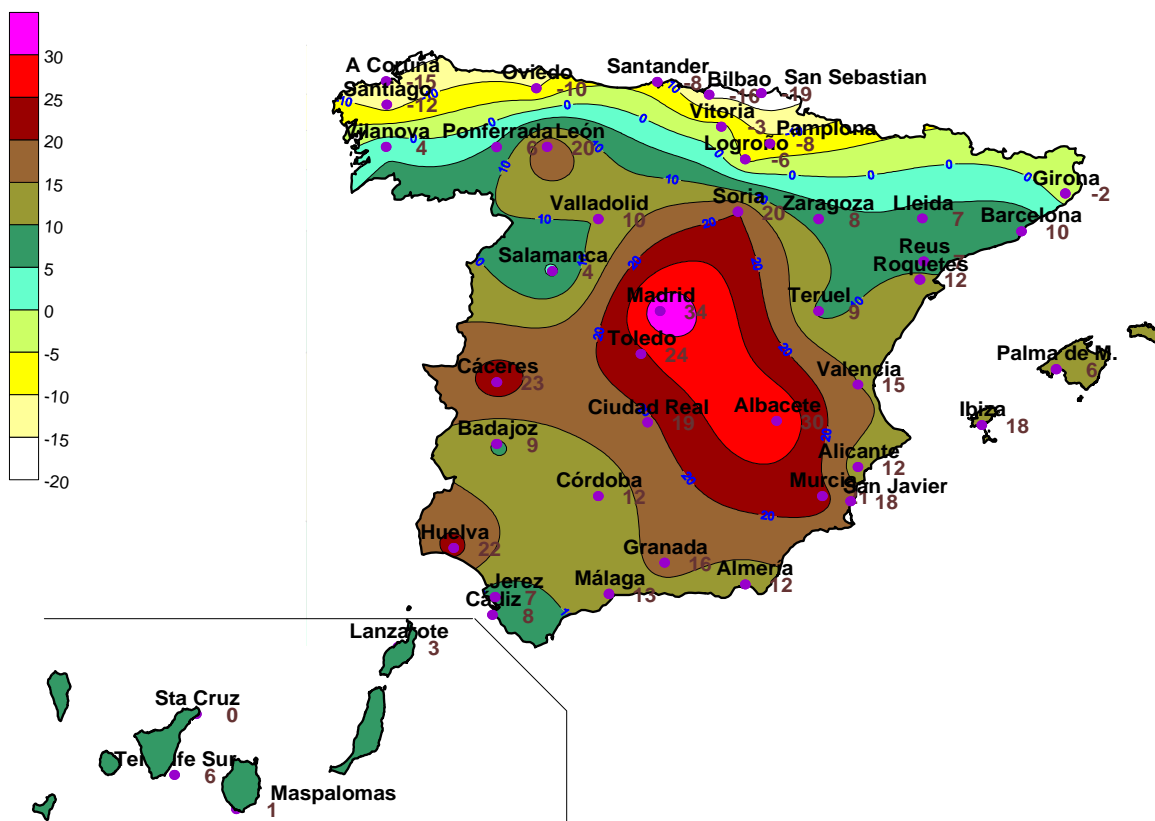 30
25
20
15
10
5
0
-5
-10
-15
-20
A Coruña -15
Santiago -12
Oviedo -10
Santander -8
Bilbao -16
San Sebastian -19
Vitoria -3
Pamplona -8
Logroño -6
Vilanova 4
Ponferrada 6
León 20
Girona -2
Valladolid 10
Soria 20
Zaragoza 8
Lleida 7
Barcelona 10
Salamanca 4
Reus
Roquetes 12
Madrid 34
Teruel 9
Toledo 24
Cáceres 23
Valencia 15
Palma de M. 6
Ciudad Real 19
Albacete 30
Ibiza 18
Badajoz 9
Alicante 12
Córdoba 12
Murcia
San Javier 18
Huelva 22
Granada 16
Almería 12
Jerez 7
Málaga 13
Cádiz 8
Lanzarote 3
Sta Cruz 0
Sur 6
Maspalomas 1